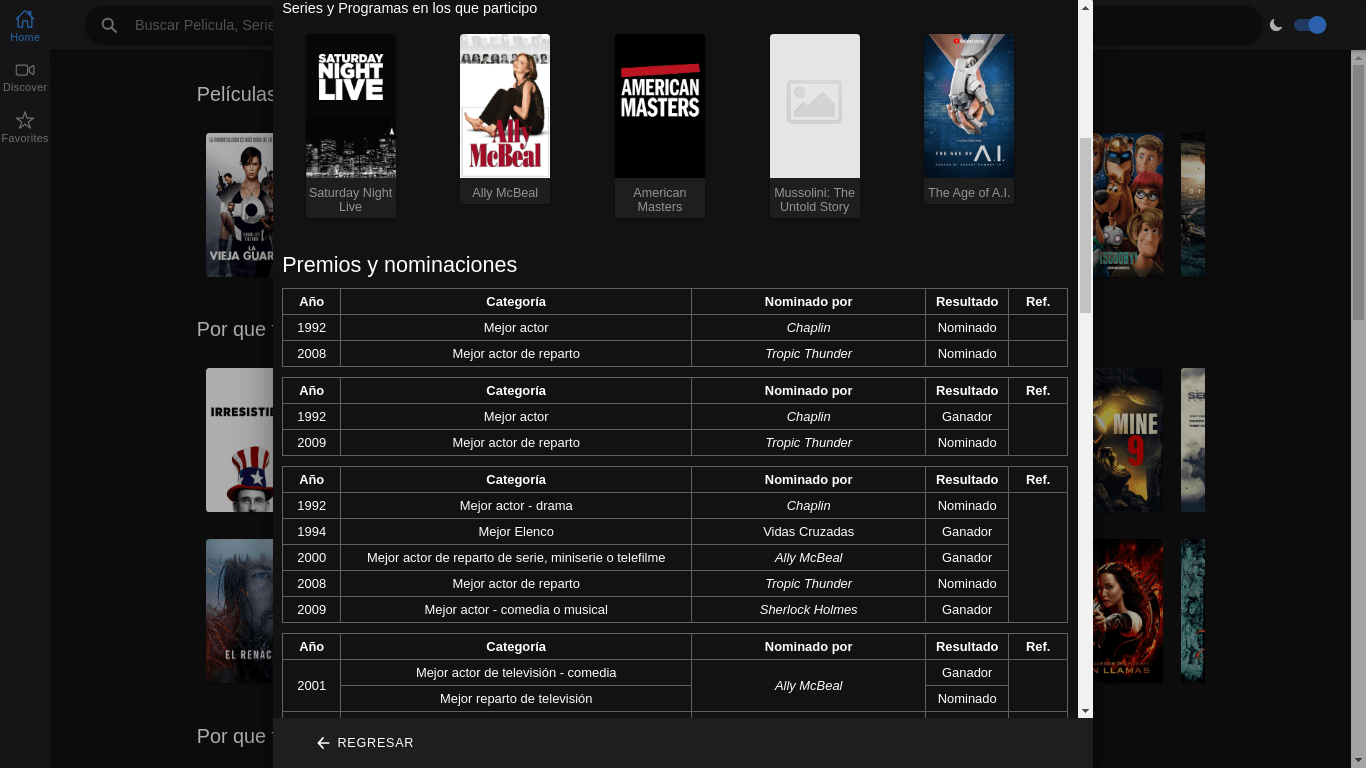 Series y Programas en los que participo
Home
Buscar Pelicula, Serie
Discover
Favorites
Películas
LA
VIEJA GUAR
SATURDAY
NIGHT
LIVE
Saturday Night
Live
Ally
McBeal
Ally McBeal
AMERICAN
MASTERS
American
Masters
Mussolini: The
Untold Story
THE AGE OF A.I.
The Age of A.I.
¡SCOOBY!
Premios y nominaciones
Año Categoría Nominado por Resultado Ref.
1992 Mejor actor Chaplin Nominado
2008 Mejor actor de reparto Tropic Thunder Nominado
Año Categoría Nominado por Resultado Ref.
1992 Mejor actor Chaplin Ganador
2009 Mejor actor de reparto Tropic Thunder Nominado
Año Categoría Nominado por Resultado Ref.
1992 Mejor actor - drama Chaplin Nominado
1994 Mejor Elenco Vidas Cruzadas Ganador
2000 Mejor actor de reparto de serie, miniserie o telefilme Ally McBeal Ganador
2008 Mejor actor de reparto Tropic Thunder Nominado
2009 Mejor actor - comedia o musical Sherlock Holmes Ganador
Año Categoría Nominado por Resultado Ref.
2001 Mejor actor de televisión - comedia Ally McBeal Ganador
Mejor reparto de televisión Nominado
Por que
IRRESISTIE
MINE
9
EL RENAC
N LLAMAS
Por que
REGRESAR